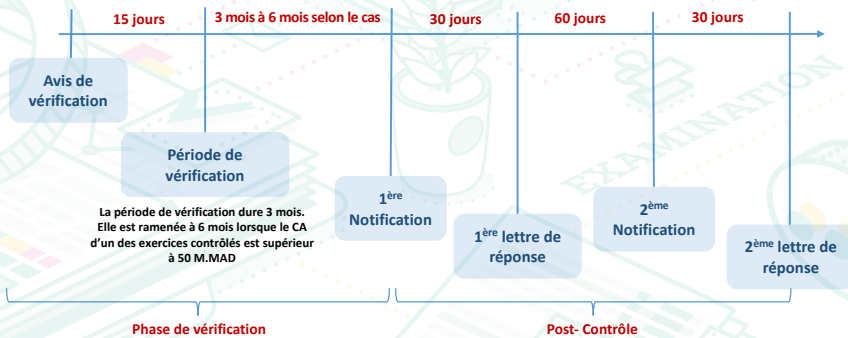 15 jours
3 mois à 6 mois selon le cas
30 jours
60 jours
30 jours
Avis de
vérification
Période de
vérification
La période de vérification dure 3 mois.
Elle est ramenée à 6 mois lorsque le CA
d'un des exercices contrôlés est supérieur
à 50 M.MAD
1ère
Notification
1ère lettre de
réponse
2ème
Notification
2ème lettre de
réponse
Phase de vérification
Post- Contrôle
EXAMINATION